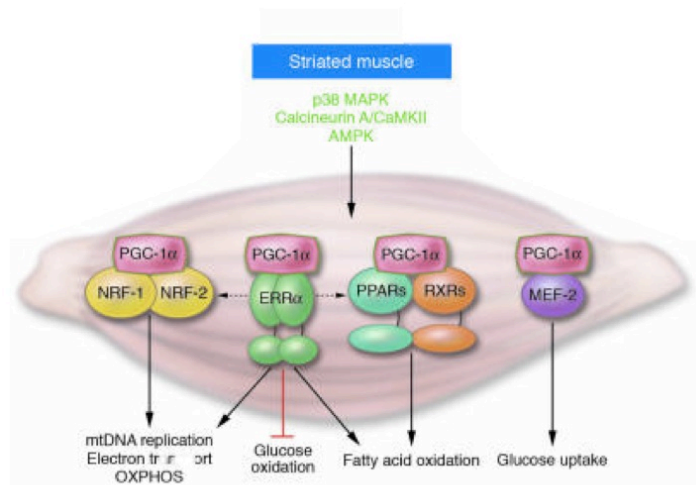 Striated muscle
p38 MAPK
Calcineurin A/CaMKII
AMPK
PGC-1α PGC-1α PGC-1α PGC-1α
NRF-1 NRF-2 ERRα PPARs RXRs MEF-2
mtDNA replication
Electron
OXPHOS
Glucose
oxidation
Fatty acid oxidation
Glucose uptake